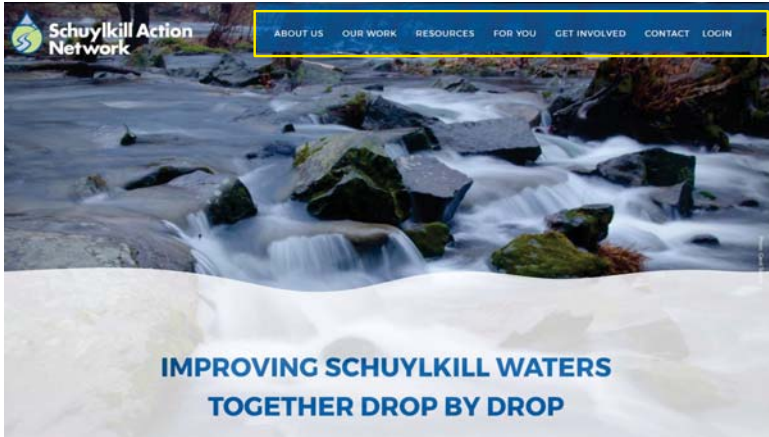 Schuylkill Action
Network
ABOUT US OUR WORK RESOURCES FOR YOU GET INVOLVED CONTACT LOGIN
IMPROVING SCHUYLKILL WATERS
TOGETHER DROP BY DROP